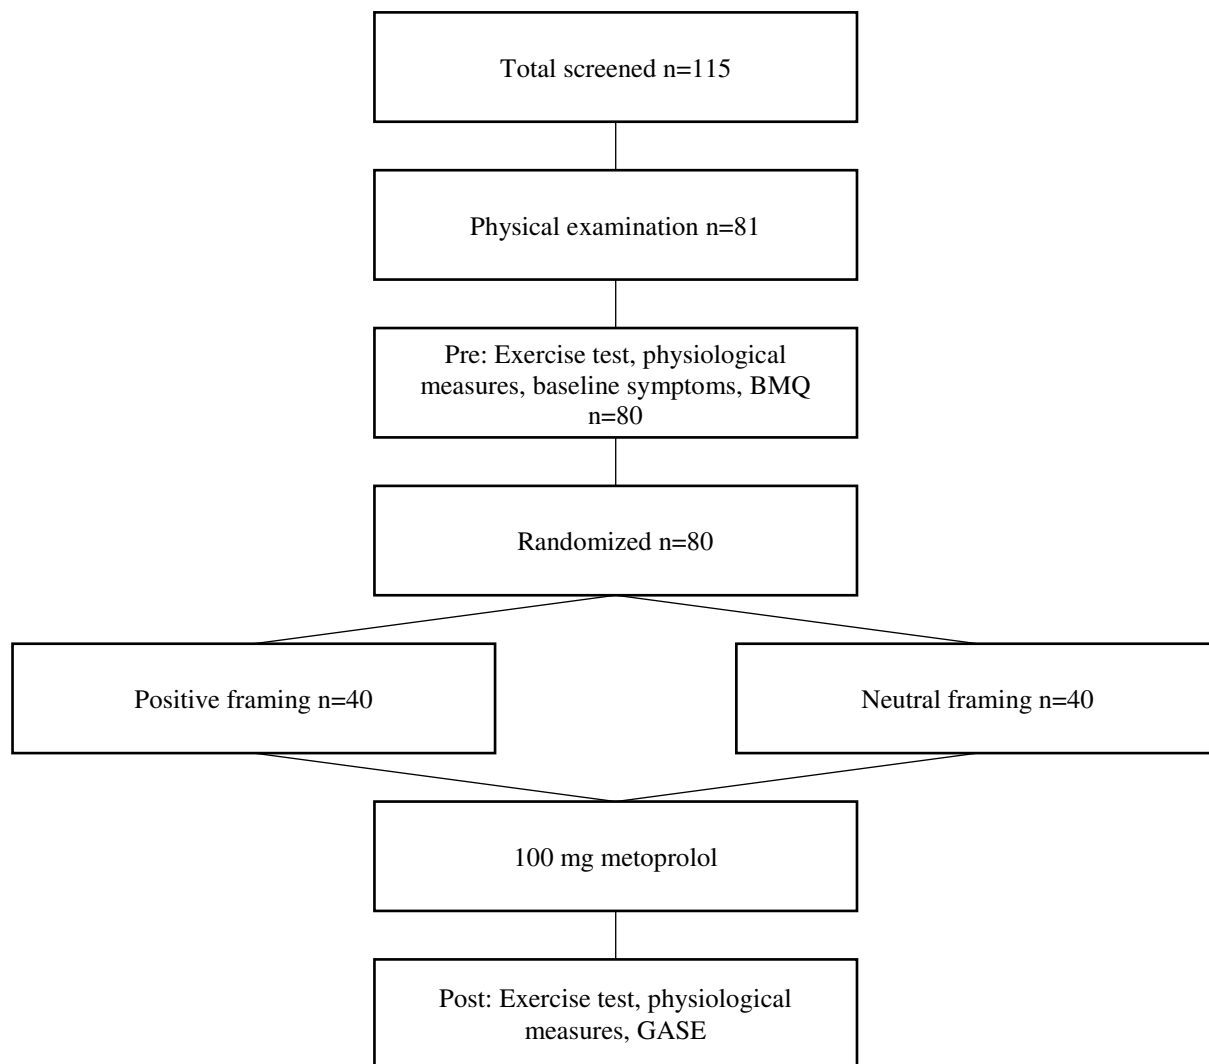 Total screened n=115
Physical examination n=81
Pre: Exercise test, physiological
measures, baseline symptoms, BMQ
n=80
Randomized n=80
Positive framing n=40
Neutral framing n=40
100 mg metoprolol
Post: Exercise test, physiological
measures, GASE